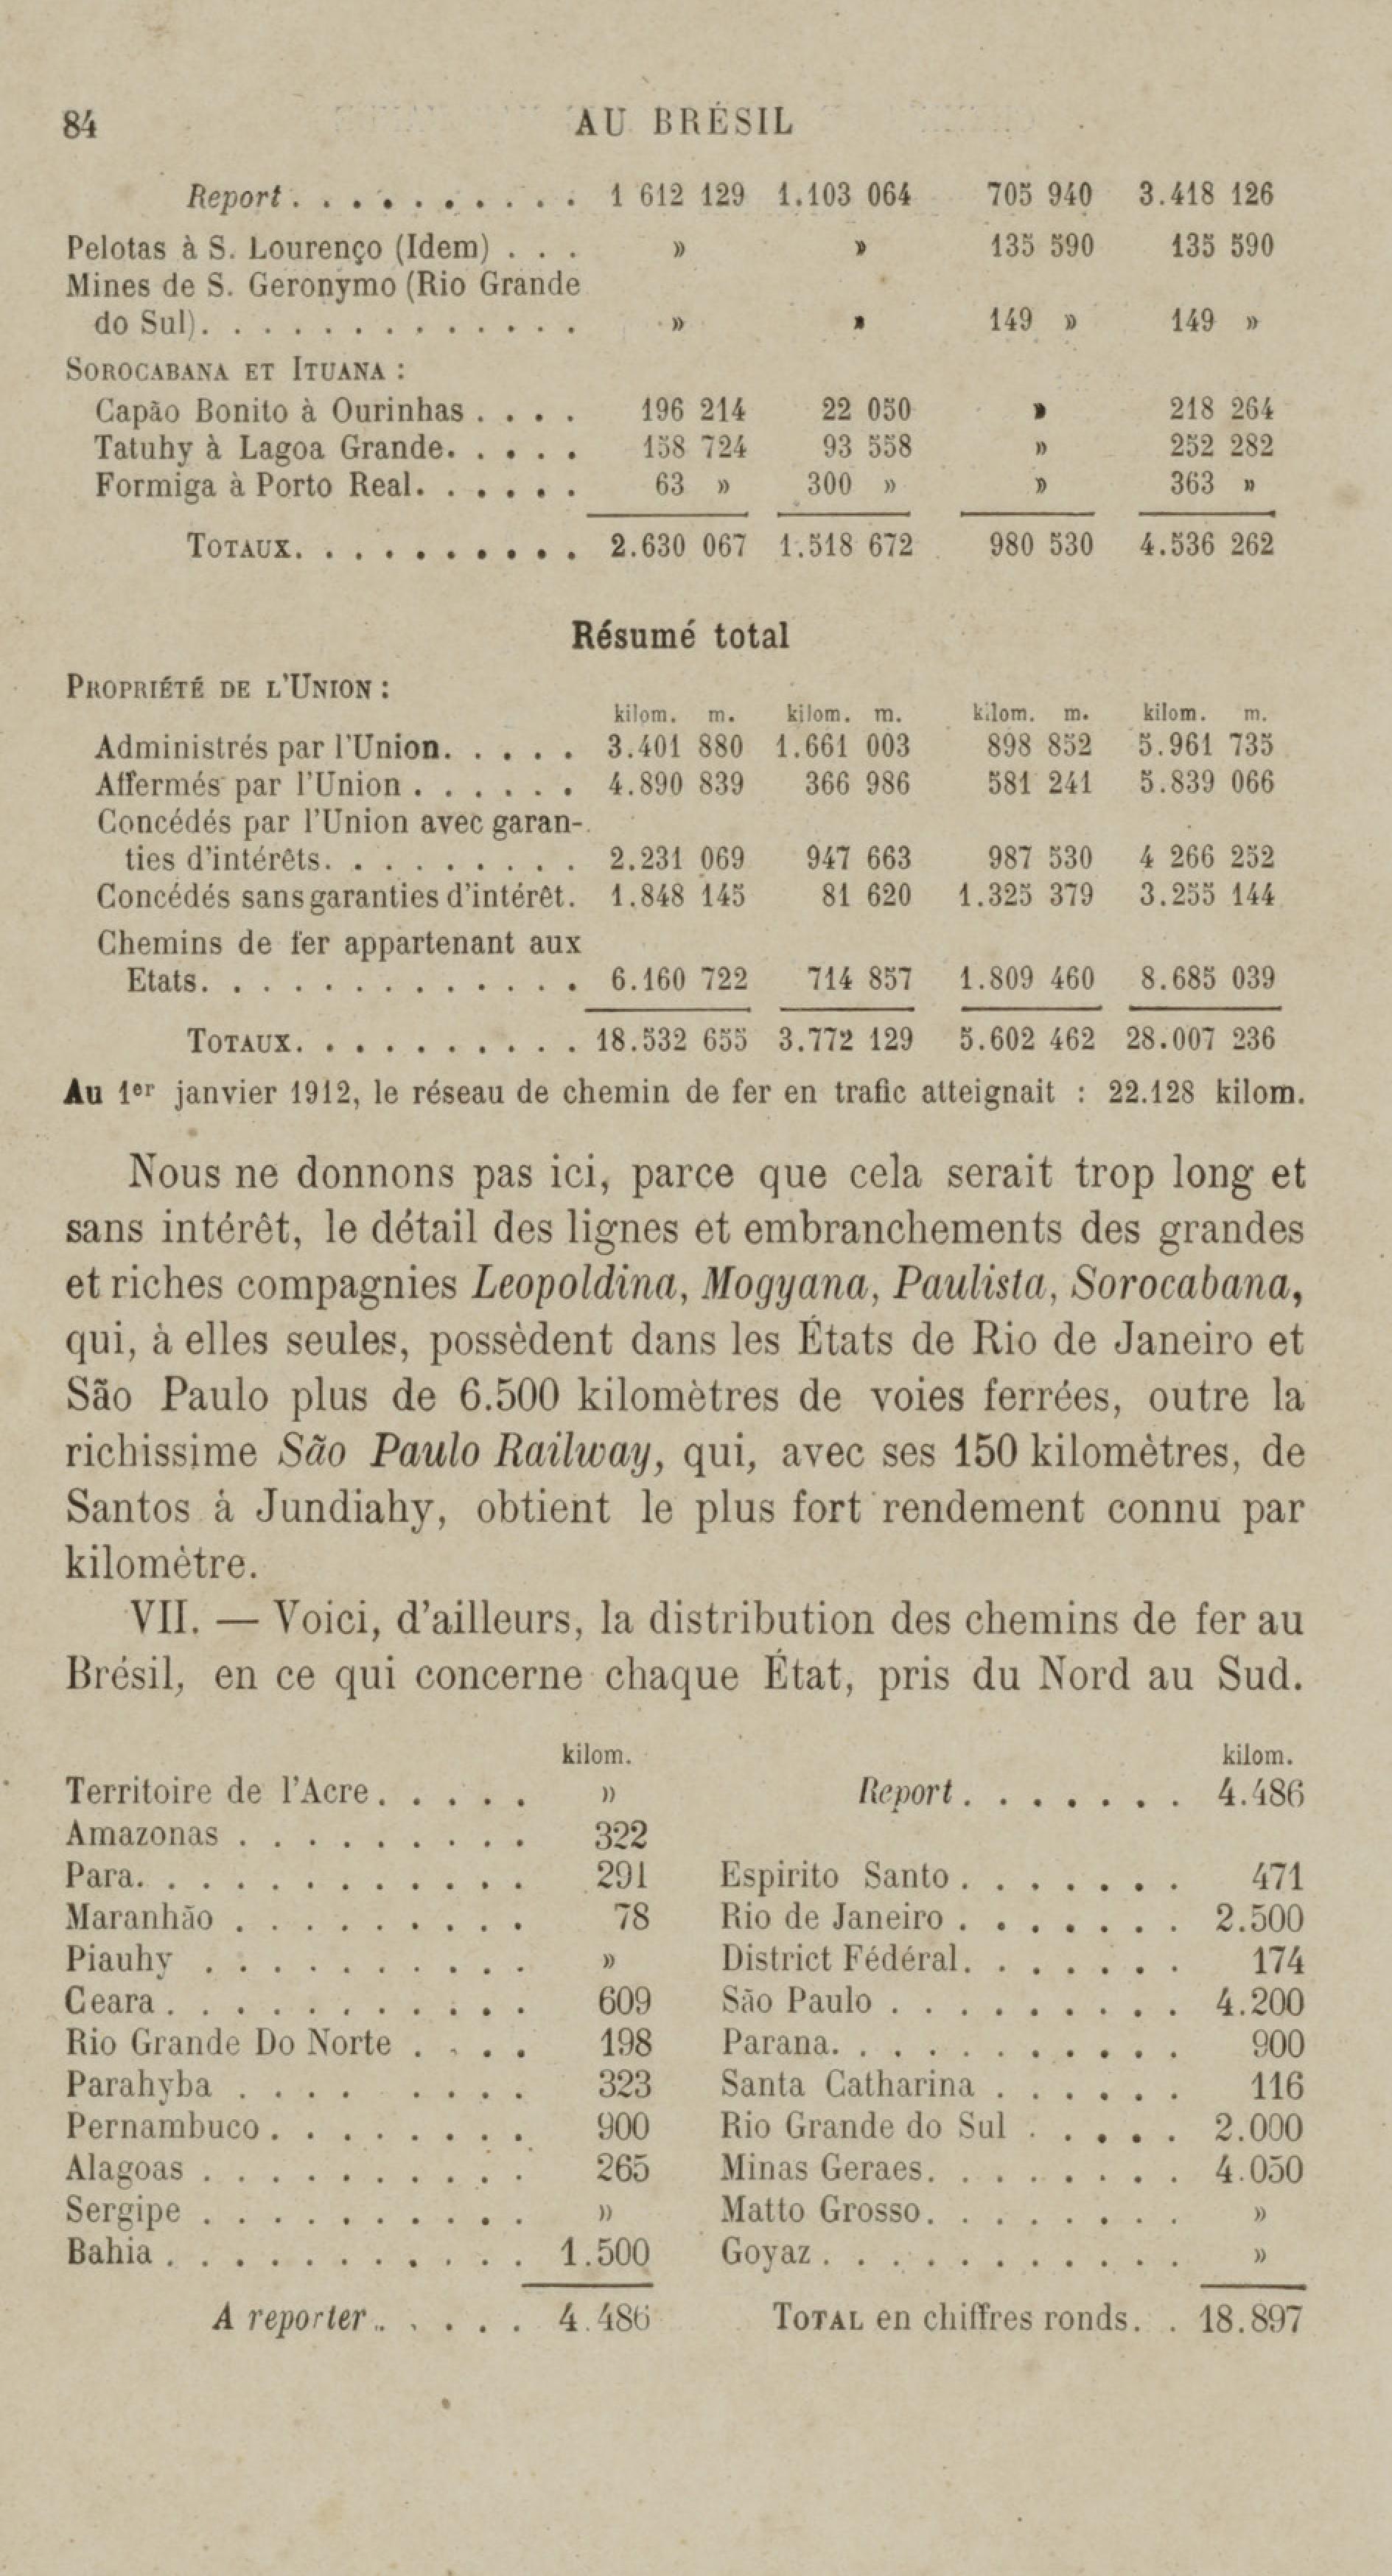 84
AU BRÉSIL
Report. . . . . . . . . . 1 612 129 1.103 064 705 940 3.418 126
Pelotas à S. Lourenço (Idem) . . . » » 135 590 135 590
Mines de S. Geronymo (Rio Grande
do Sul). . . . . . . . . . . . . » » 149 » 149 »
SOROCABANA ET ITUANA :
Capão Bonito à Ourinhas . . . . 196 214 22 050 » 218 264
Tatuhy à Lagoa Grande. . . . . 158 724 93 558 » 252 282
Formiga à Porto Real. . . . . . 63 » 300 » » 363 »
TOTAUX. . . . . . . . . . 2.630 067 1.518 672 980 530 4.536 262
Résumé total
PROPRIÉTÉ DE L'UNION :
kilom. m. kilom. m. kilom. m. kilom. m.
Administrés par l'Union. . . . . 3.401 880 1.661 003 898 852 5.961 735
Affermés par l'Union . . . . . . 4.890 839 366 986 581 241 5.839 066
Concédés par l'Union avec garan-
ties d'intérêts. . . . . . . . . 2.231 069 947 663 987 530 4 266 252
Concédés sans garanties d'intérêt. 1.848 145 81 620 1.325 379 3.255 144
Chemins de fer appartenant aux
Etats. . . . . . . . . . . . . 6.160 722 714 857 1.809 460 8.685 039
TOTAUX. . . . . . . . . . 18.532 655 3.772 129 5.602 462 28.007 236
Au 1er janvier 1912, le réseau de chemin de fer en trafic atteignait : 22.128 kilom.
Nous ne donnons pas ici, parce que cela serait trop long et
sans intérêt, le détail des lignes et embranchements des grandes
et riches compagnies Leopoldina, Mogyana, Paulista, Sorocabana,
qui, à elles seules, possèdent dans les États de Rio de Janeiro et
São Paulo plus de 6.500 kilomètres de voies ferrées, outre la
richissime São Paulo Railway, qui, avec ses 150 kilomètres, de
Santos à Jundiahy, obtient le plus fort rendement connu par
kilomètre.
VII. — Voici, d'ailleurs, la distribution des chemins de fer au
Brésil, en ce qui concerne chaque État, pris du Nord au Sud.
kilom.
Territoire de l'Acre. . . . . »
Amazonas . . . . . . . . . 322
Para. . . . . . . . . . . . 291
Maranhão . . . . . . . . . 78
Piauhy . . . . . . . . . . »
Ceara . . . . . . . . . . . 609
Rio Grande Do Norte . . . . 198
Parahyba . . . . . . . . 323
Pernambuco . . . . . . . . 900
Alagoas . . . . . . . . . . 265
Sergipe . . . . . . . . . . »
Bahia . . . . . . . . . . . 1.500
A reporter . . . . . . 4.486
kilom.
Report . . . . . . . 4.486
Espirito Santo . . . . . . . 471
Rio de Janeiro . . . . . . . 2.500
District Fédéral. . . . . . . 174
São Paulo . . . . . . . . . 4.200
Parana. . . . . . . . . . . 900
Santa Catharina . . . . . . 116
Rio Grande do Sul . . . . . 2.000
Minas Geraes. . . . . . . . 4.050
Matto Grosso. . . . . . . . »
Goyaz . . . . . . . . . . . »
TOTAL en chiffres ronds. . 18.897